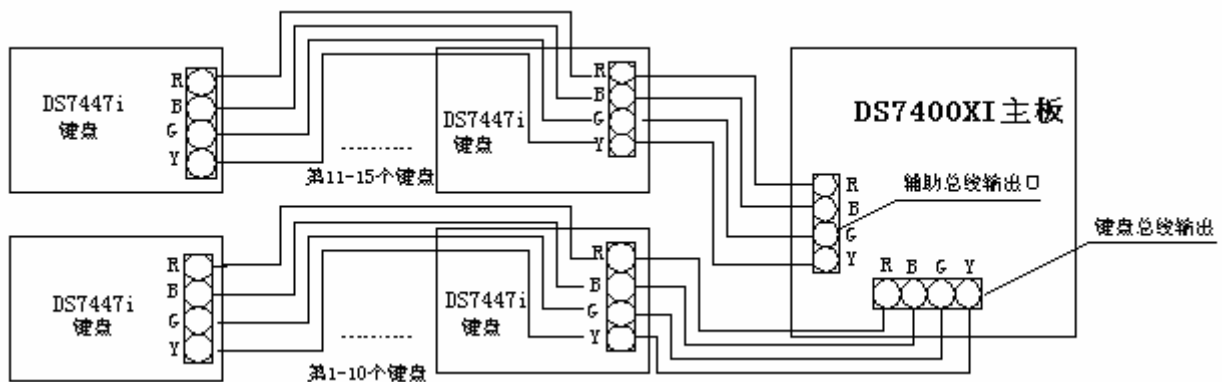 R
B
G
Y
DS7447i
键盘
R
B
G
Y
DS7447i
键盘
………
第11-15个键盘
DS7400XI主板
R
B
G
Y
辅助总线输出口
键盘总线输出
R B G Y
R
B
G
Y
DS7447i
键盘
R
B
G
Y
DS7447i
键盘
………
第1-10个键盘